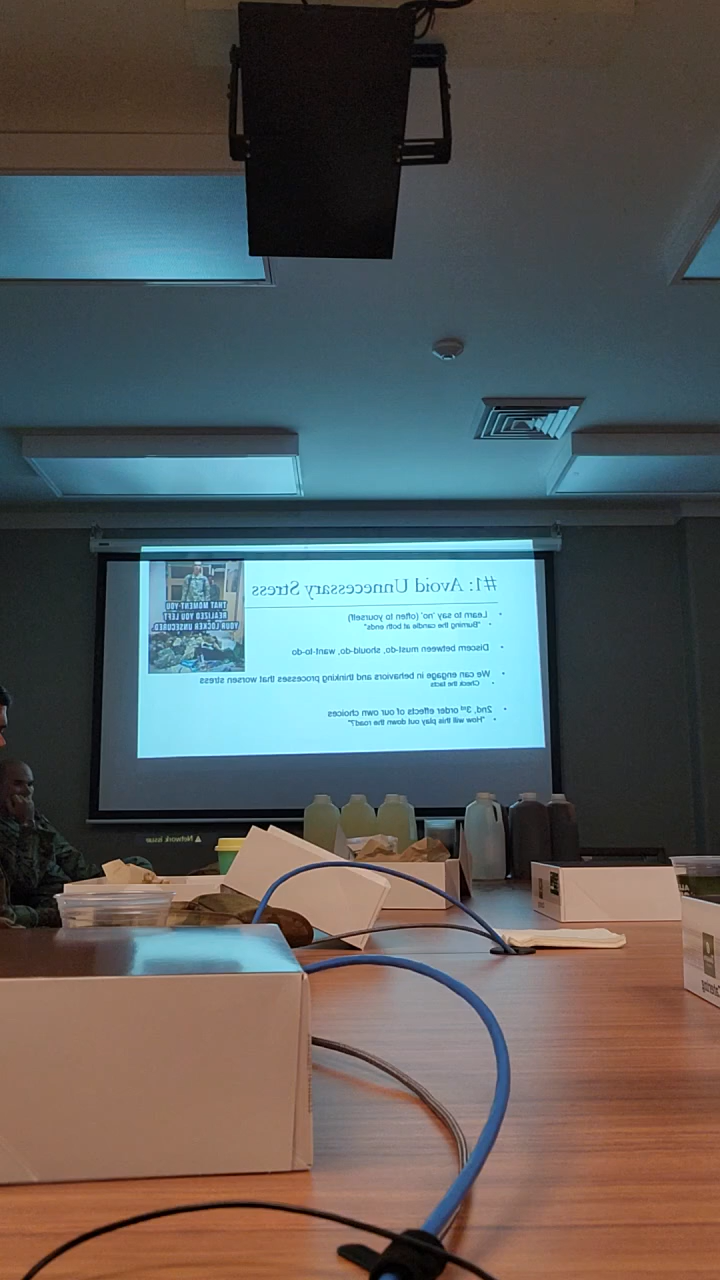 #1: Avoid Unnecessary Stress
• Learn to say 'no' (often to yourself)
• "Burning the candle at both ends"
• Discern between must-do, should-do, want-to-do
• We can engage in behaviors and thinking processes that worsen stress
• Check the facts
• 2nd, 3rd order effects of our own choices
• "How will this play out down the road?"
THAT MOMENT YOU
REALIZED YOU LEFT
YOUR LOCKER UNSECURED
Network issue